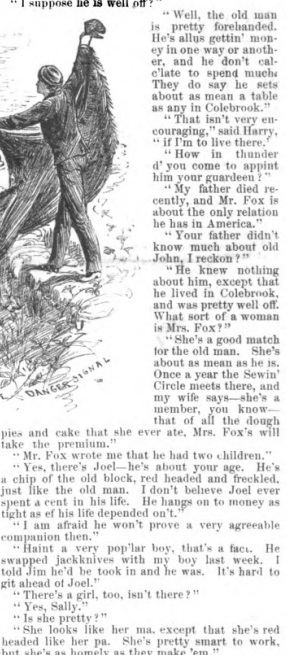 “ I suppose he is well off ? ”
“ Well, the old man
is pretty forehanded.
He's allus gettin' mon-
ey in one way or anoth-
er, and he don't cal-
c'late to spend much.
They do say he sets
about as mean a table
as any in Colebrook.”
“ That isn't very en-
couraging,” said Harry,
“ if I'm to live there.”
“ How in thunder
d' you come to appint
him your guardeen ? ”
“ My father died re-
cently, and Mr. Fox is
about the only relation
he has in America.”
“ Your father didn't
know much about old
John, I reckon ? ”
“ He knew nothing
about him, except that
he lived in Colebrook,
and was pretty well off.
What sort of a woman
is Mrs. Fox? ”
“ She's a good match
for the old man. She's
about as mean as he is.
Once a year the Sewin'
Circle meets there, and
my wife says—she's a
member, you know—
that of all the dough
DANGER SIGNAL
pies and cake that she ever ate, Mrs. Fox's will
take the premium.”
“ Mr. Fox wrote me that he had two children.”
“ Yes, there's Joel—he's about your age. He's
a chip of the old block, red headed and freckled,
just like the old man. I don't believe Joel ever
spent a cent in his life. He hangs on to money as
tight as ef his life depended on't.”
“ I am afraid he won't prove a very agreeable
companion then.”
“ Haint a very pop'lar boy, that's a fact. He
swapped jackknives with my boy last week. I
told Jim he'd be took in and he was. It's hard to
git ahead of Joel.”
“ There's a girl, too, isn't there ? ”
“ Yes, Sally.”
“ Is she pretty ? ”
“ She looks like her ma, except that she's red
headed like her pa. She's pretty smart to work,
but she's as homely as they make 'em.”